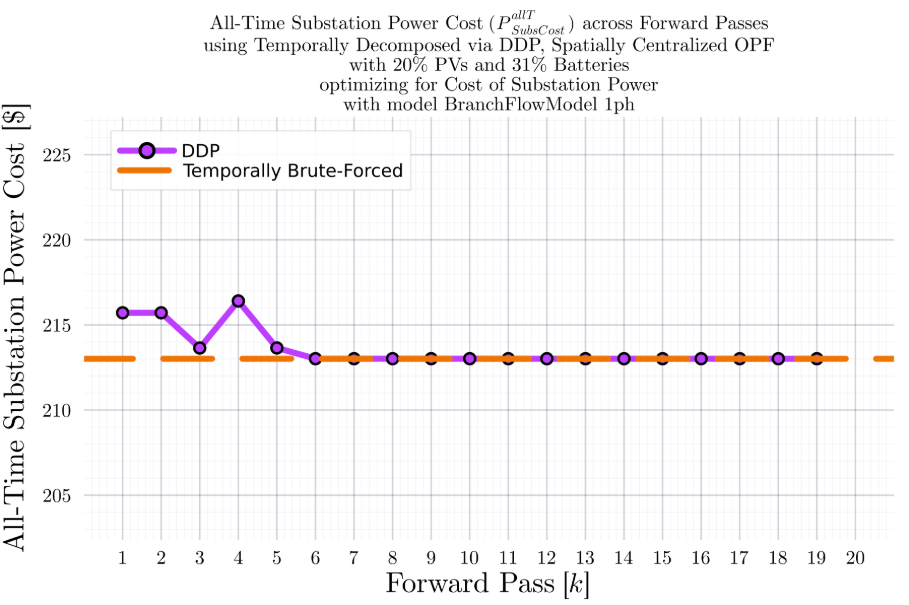 All-Time Substation Power Cost (P^{allT}_{SubsCost}) across Forward Passes
using Temporally Decomposed via DDP, Spatially Centralized OPF
with 20% PVs and 31% Batteries
optimizing for Cost of Substation Power
with model BranchFlowModel 1ph
All-Time Substation Power Cost [$]
225
220
215
210
205
DDP
Temporally Brute-Forced
1 2 3 4 5 6 7 8 9 10 11 12 13 14 15 16 17 18 19 20
Forward Pass [k]